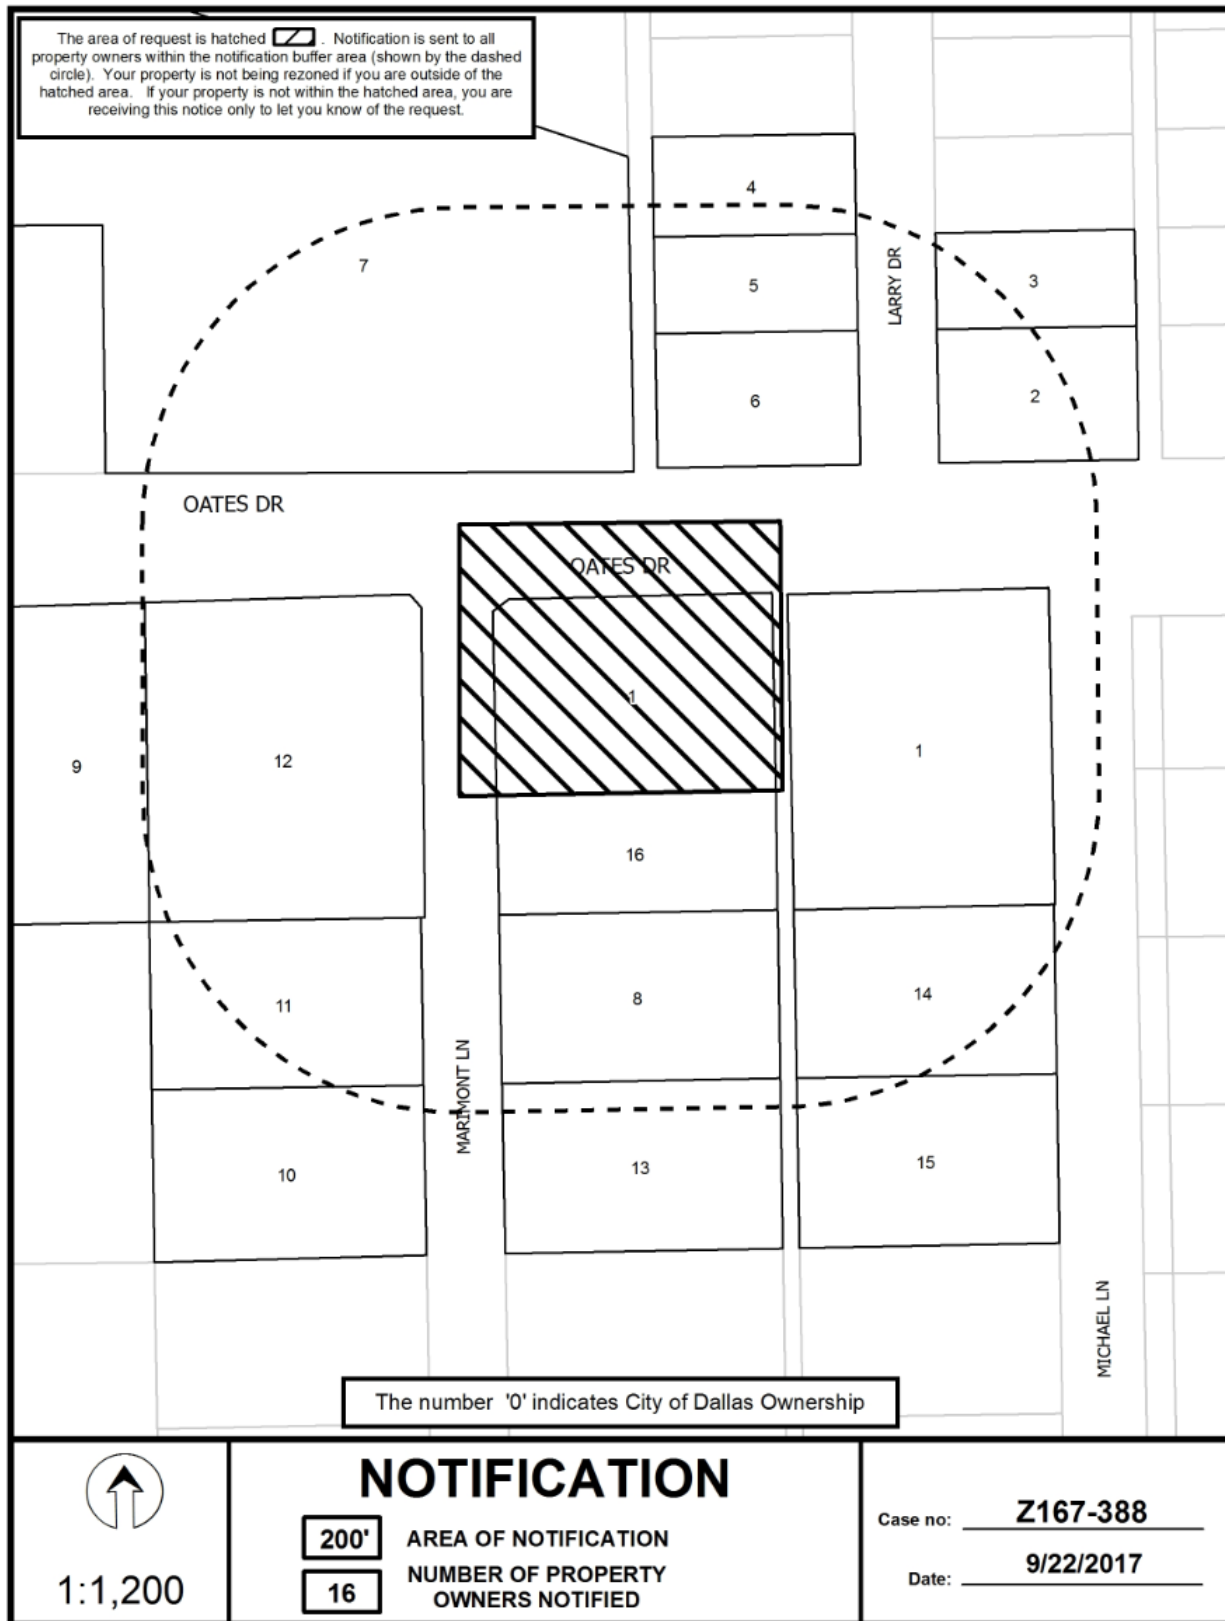 The area of request is hatched . Notification is sent to all
property owners within the notification buffer area (shown by the dashed
circle). Your property is not being rezoned if you are outside of the
hatched area. If your property is not within the hatched area, you are
receiving this notice only to let you know of the request.
4
7
LARRY DR
3
5
2
6
OATES DR
OATES DR
1
1
12
9
16
8
14
11
MARIMONT LN
15
13
10
MICHAEL LN
The number '0' indicates City of Dallas Ownership
1:1,200
NOTIFICATION
200' AREA OF NOTIFICATION
16 NUMBER OF PROPERTY
OWNERS NOTIFIED
Case no: Z167-388
Date: 9/22/2017